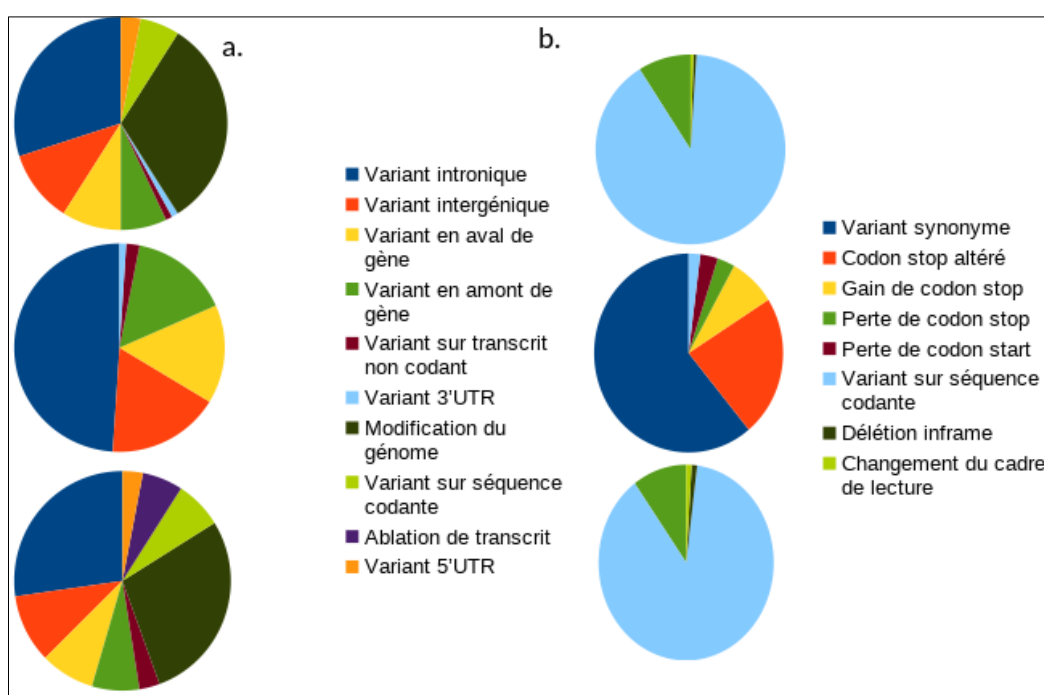 a.
Variant intronique
Variant intergénique
Variant en aval de
gène
Variant en amont de
gène
Variant sur transcrit
non codant
Variant 3'UTR
Modification du
génome
Variant sur séquence
codante
Ablation de transcrit
Variant 5'UTR
b.
Variant synonyme
Codon stop altéré
Gain de codon stop
Perte de codon stop
Perte de codon start
Variant sur séquence
codante
Délétion inframe
Changement du cadre
de lecture